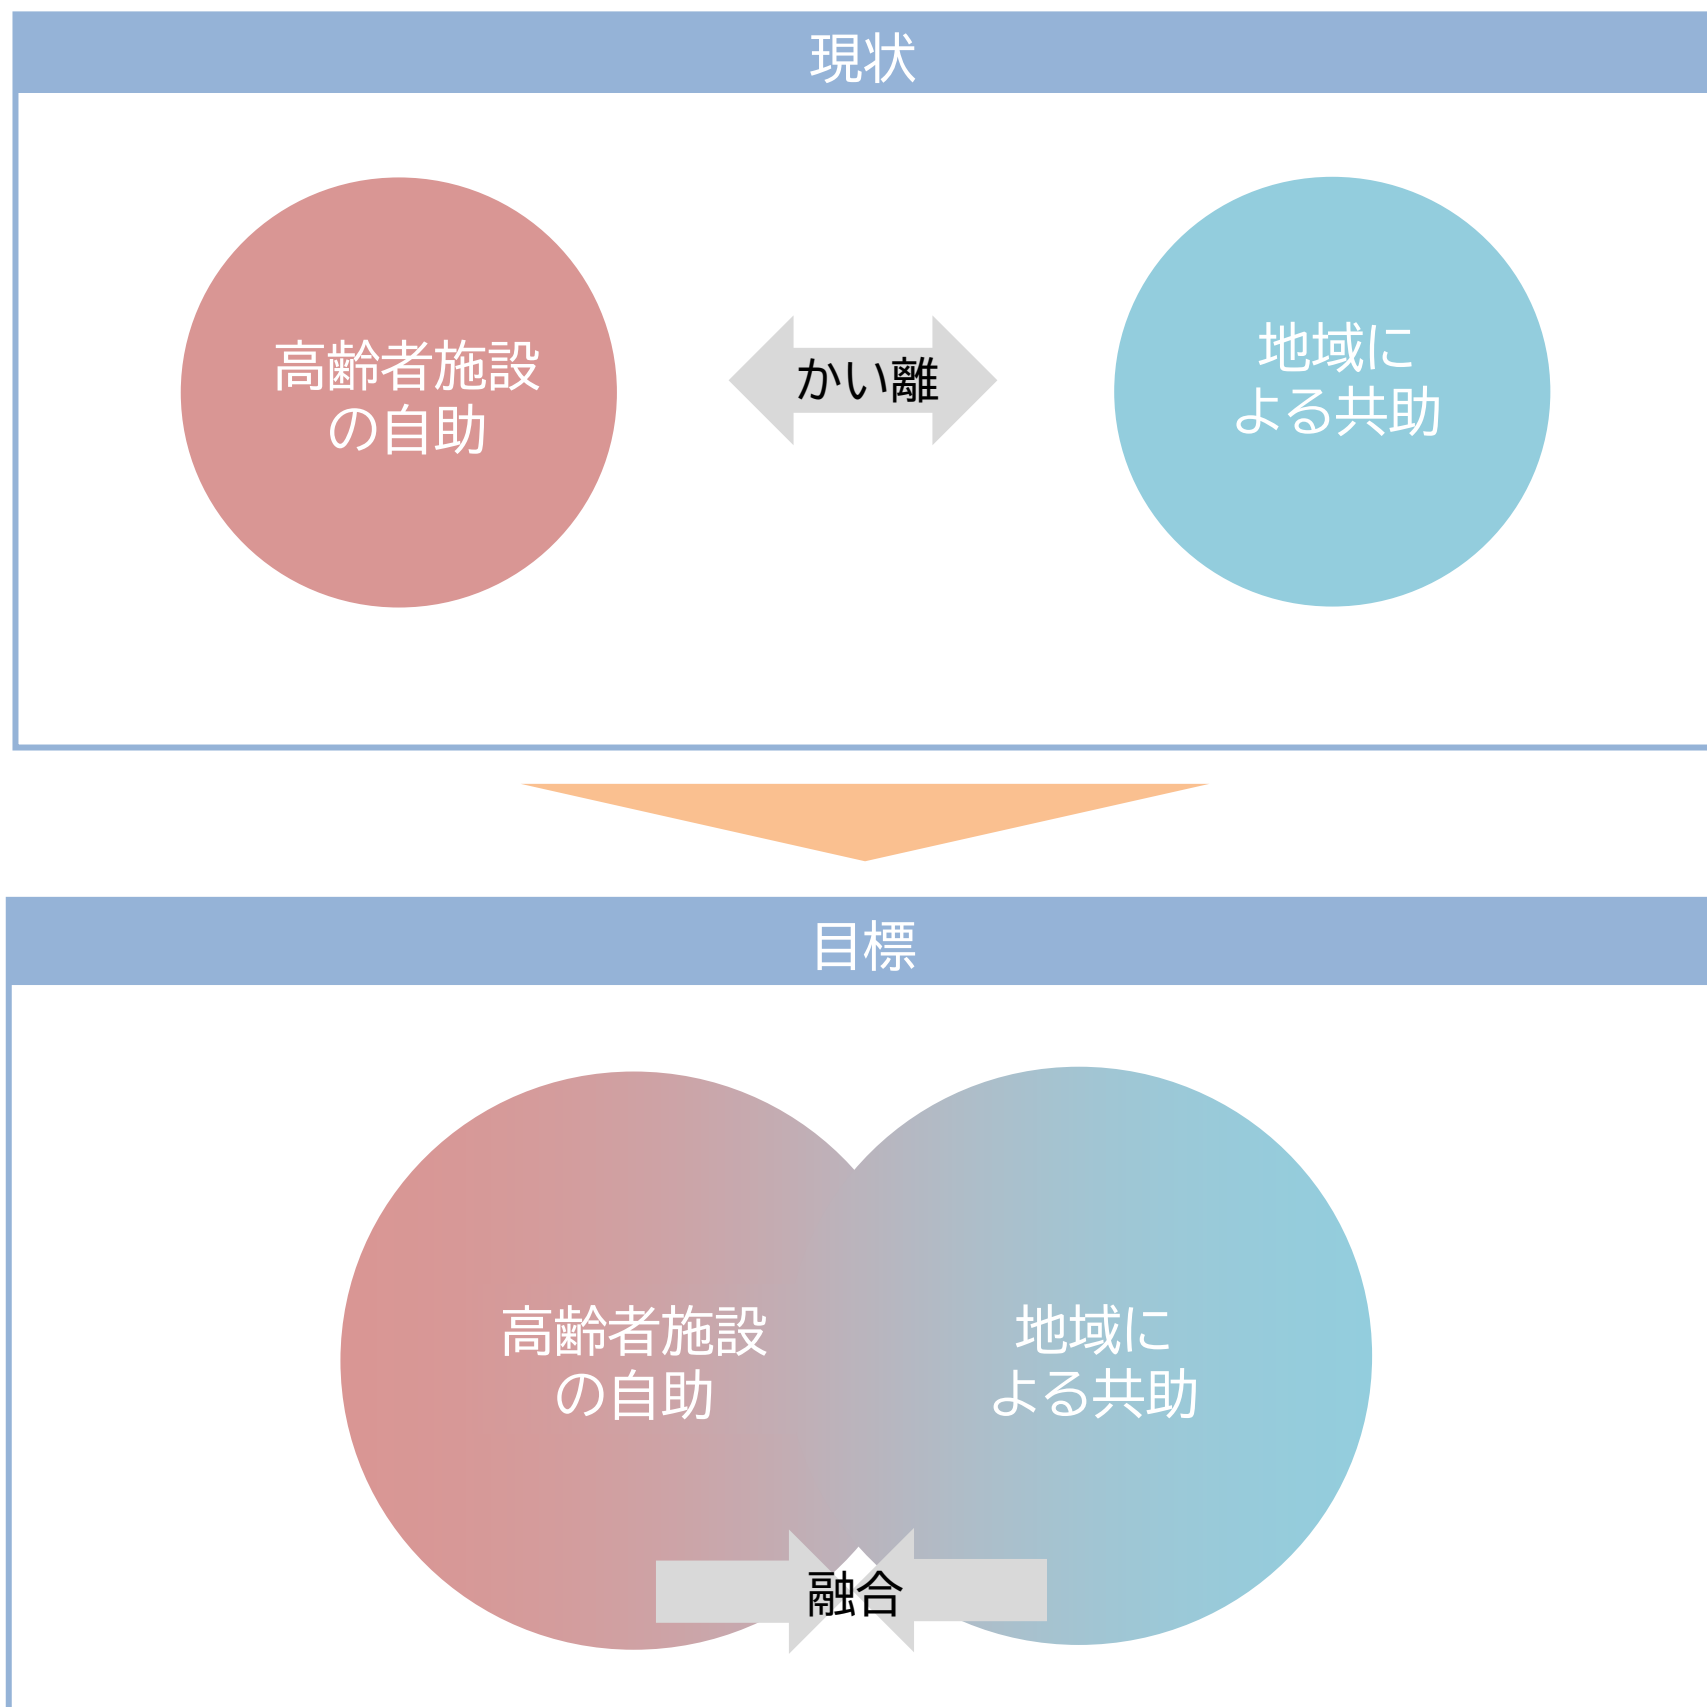 現状
高齢者施設
の自助
かい離
地域に
よる共助
目標
高齢者施設
の自助
地域に
よる共助
融合